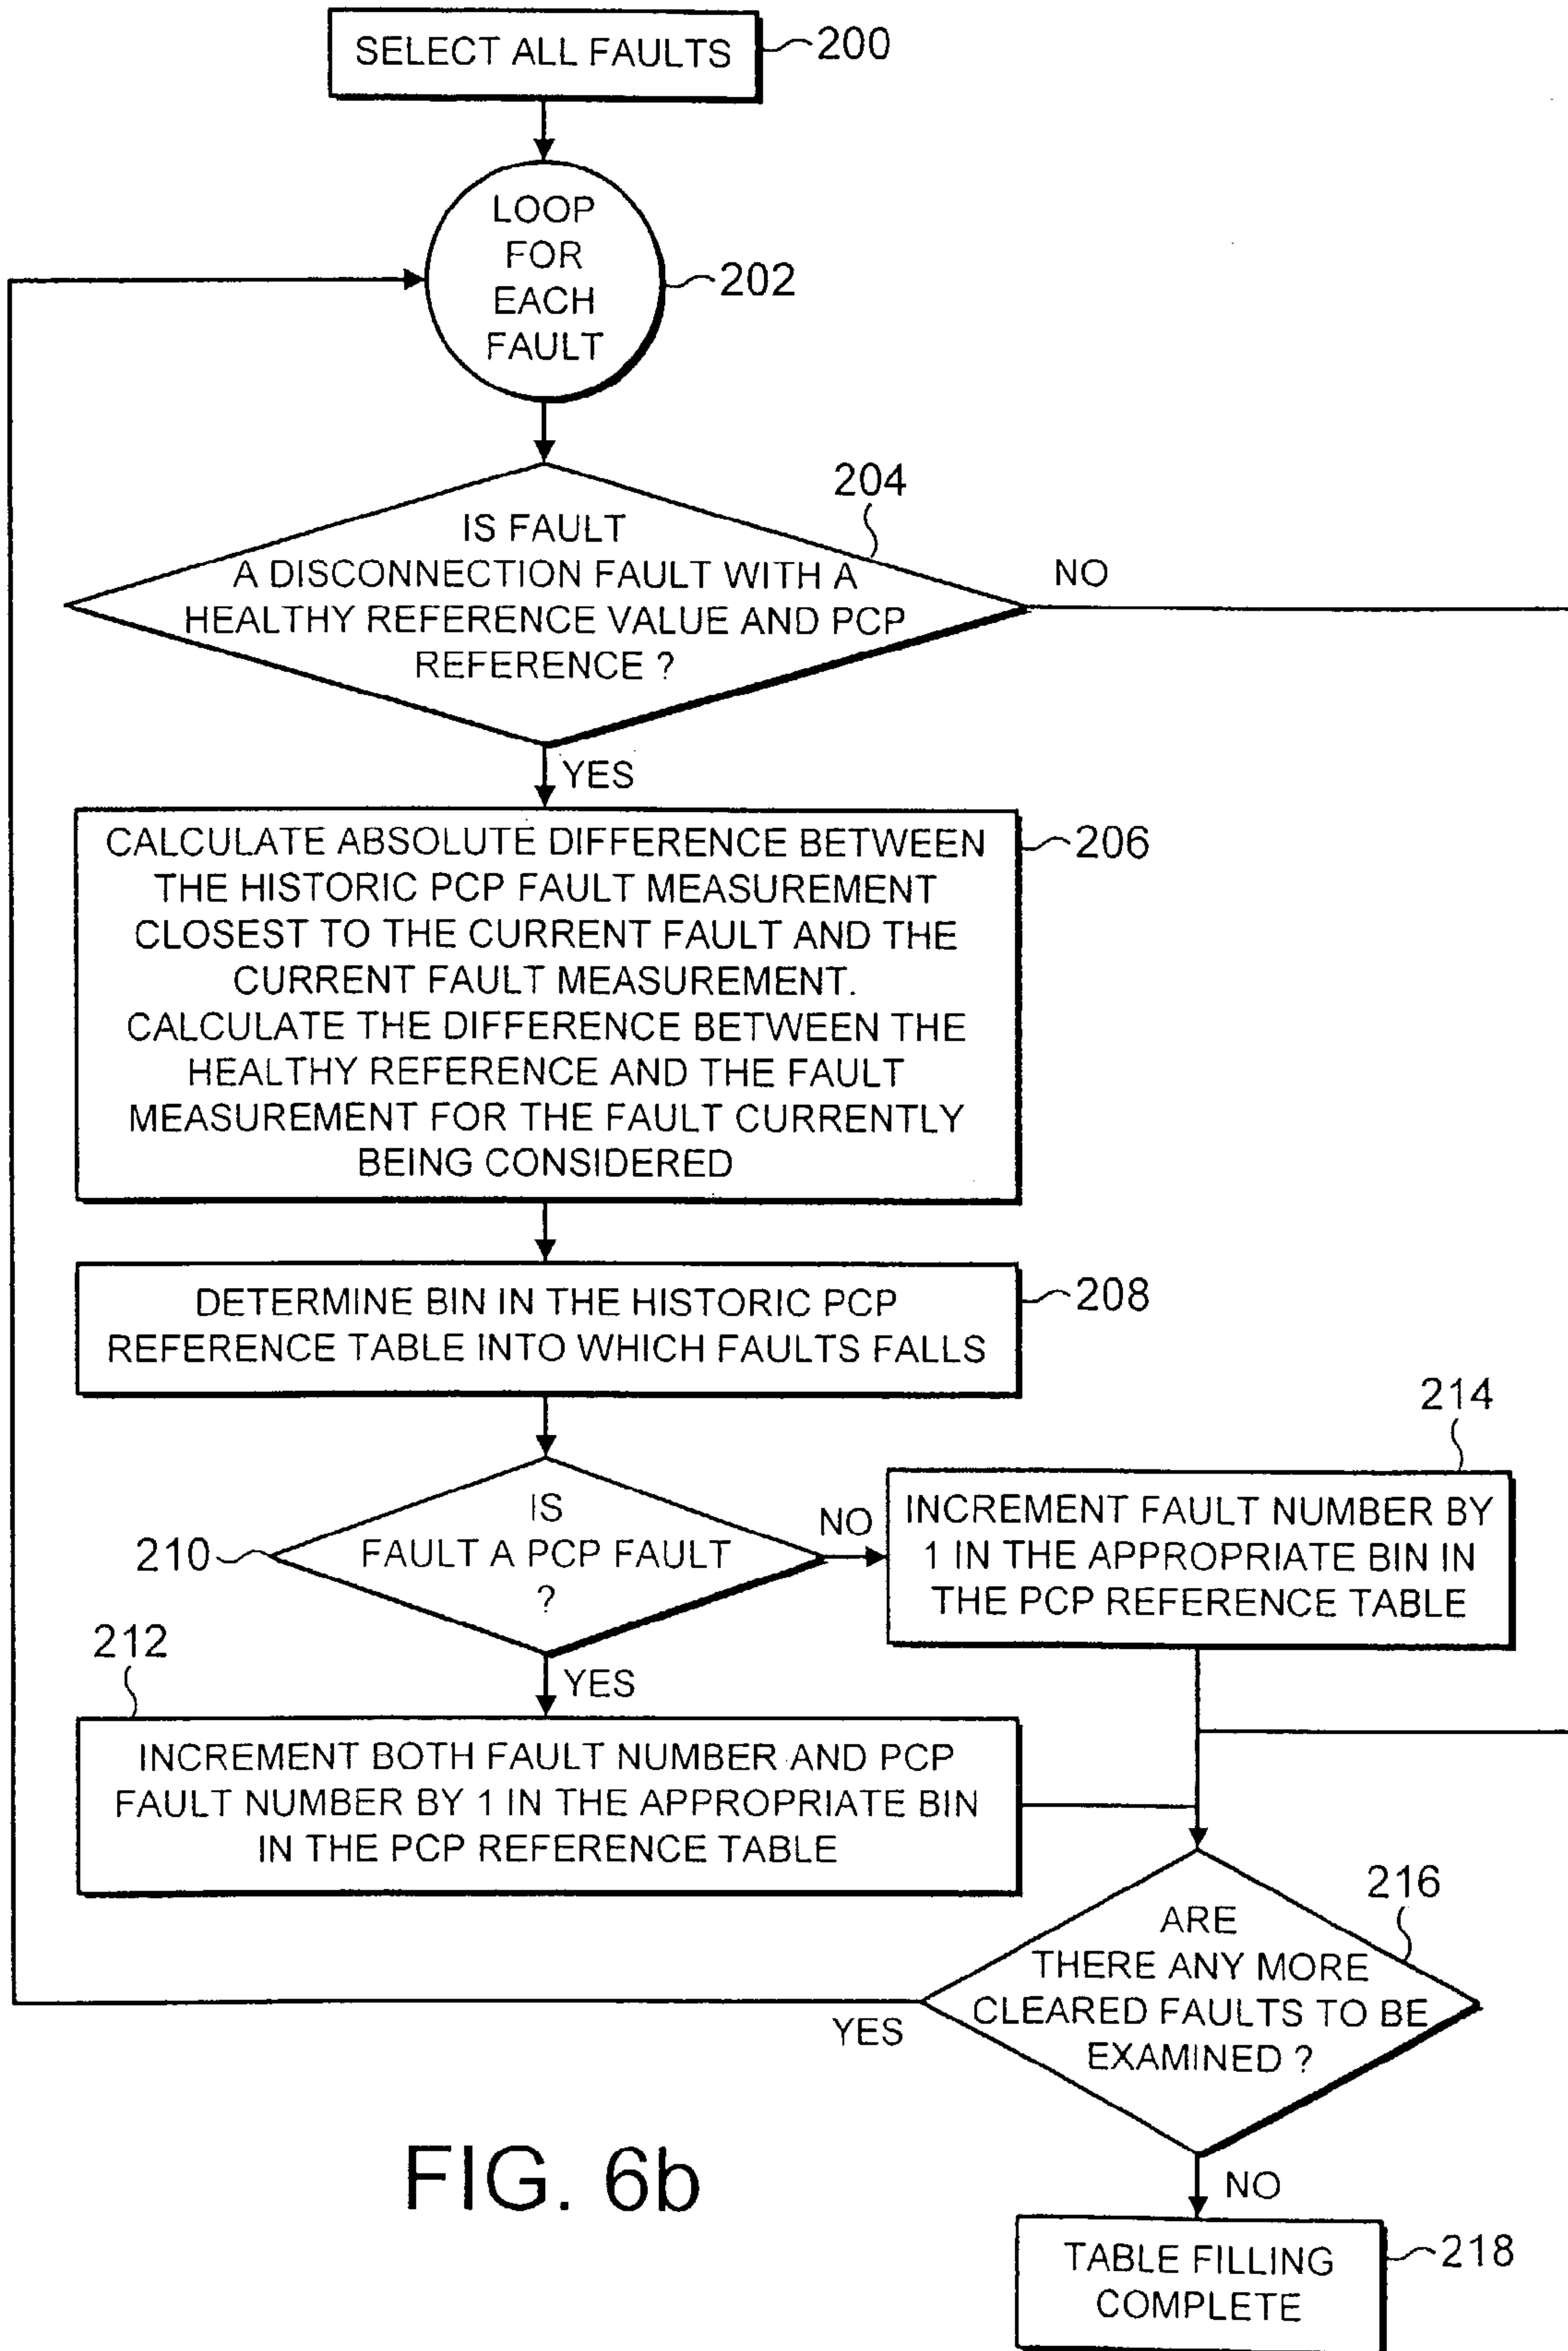 SELECT ALL FAULTS
200
LOOP
FOR
EACH
FAULT
202
204
IS FAULT
A DISCONNECTION FAULT WITH A
HEALTHY REFERENCE VALUE AND PCP
REFERENCE ?
NO
YES
CALCULATE ABSOLUTE DIFFERENCE BETWEEN
THE HISTORIC PCP FAULT MEASUREMENT
CLOSEST TO THE CURRENT FAULT AND THE
CURRENT FAULT MEASUREMENT.
CALCULATE THE DIFFERENCE BETWEEN THE
HEALTHY REFERENCE AND THE FAULT
MEASUREMENT FOR THE FAULT CURRENTLY
BEING CONSIDERED
206
DETERMINE BIN IN THE HISTORIC PCP
REFERENCE TABLE INTO WHICH FAULTS FALLS
208
210
IS
FAULT A PCP FAULT
?
NO
YES
214
INCREMENT FAULT NUMBER BY
1 IN THE APPROPRIATE BIN IN
THE PCP REFERENCE TABLE
212
INCREMENT BOTH FAULT NUMBER AND PCP
FAULT NUMBER BY 1 IN THE APPROPRIATE BIN
IN THE PCP REFERENCE TABLE
216
ARE
THERE ANY MORE
CLEARED FAULTS TO BE
EXAMINED ?
YES
NO
TABLE FILLING
COMPLETE
218
FIG. 6b